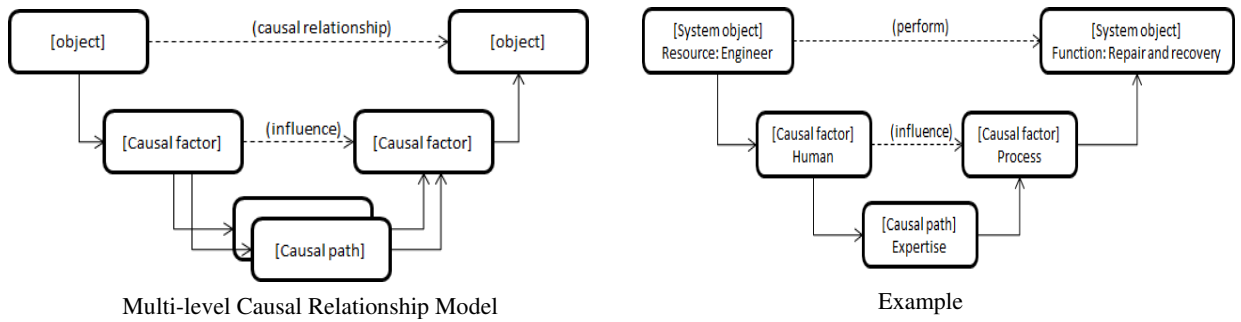 [object]
(causal relationship)
[object]
[Causal factor]
(influence)
[Causal factor]
[Causal path]
Multi-level Causal Relationship Model
[System object]
Resource: Engineer
(perform)
[System object]
Function: Repair and recovery
[Causal factor]
Human
(influence)
[Causal factor]
Process
[Causal path]
Expertise
Example